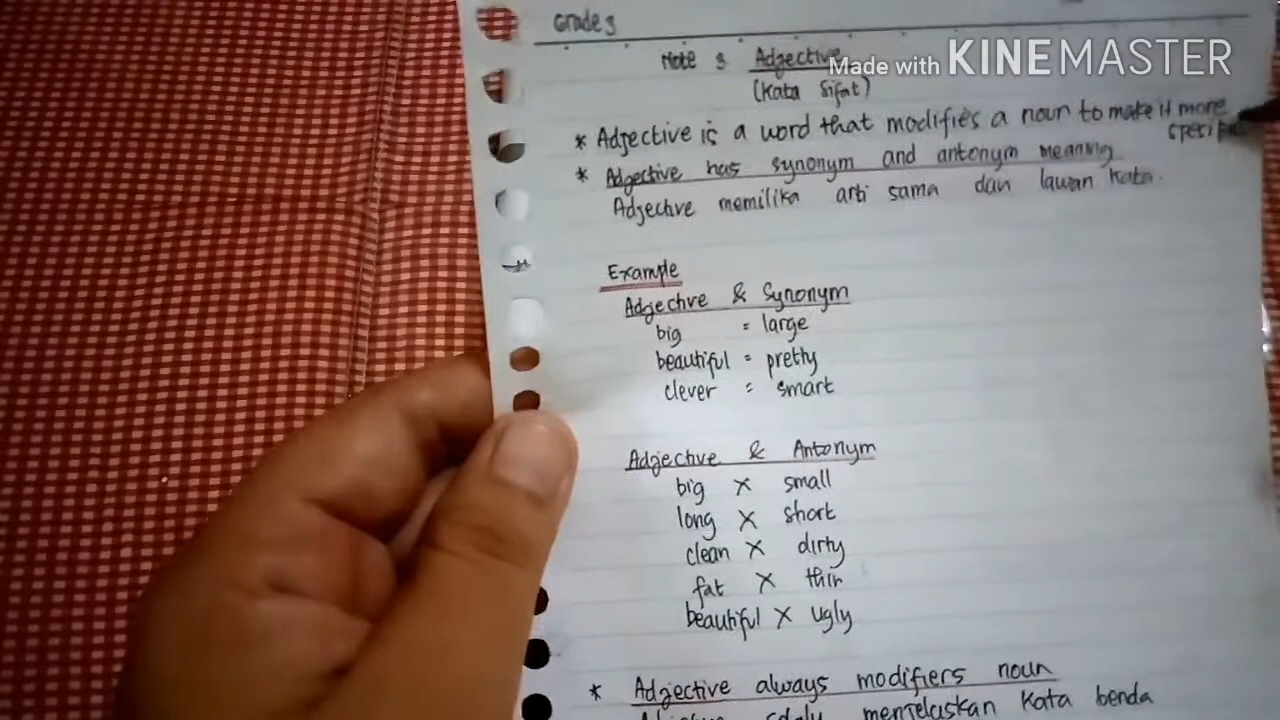 Grade 3
Note 3 Adjective
Made with KINEMASTER
(Kata Sifat)
* Adjective is a word that modifies a noun to make it more
* Adjective has synonym and antonym meaning
Adjective memilika arti sama dan lawan kata.
Example
Adjective & Synonym
big = large
beautiful = pretty
clever = smart
Adjective & Antonym
big X small
long X short
clean X dirty
fat X thin
beautiful X ugly
* Adjective always modifiers noun
menjelaskan kata benda